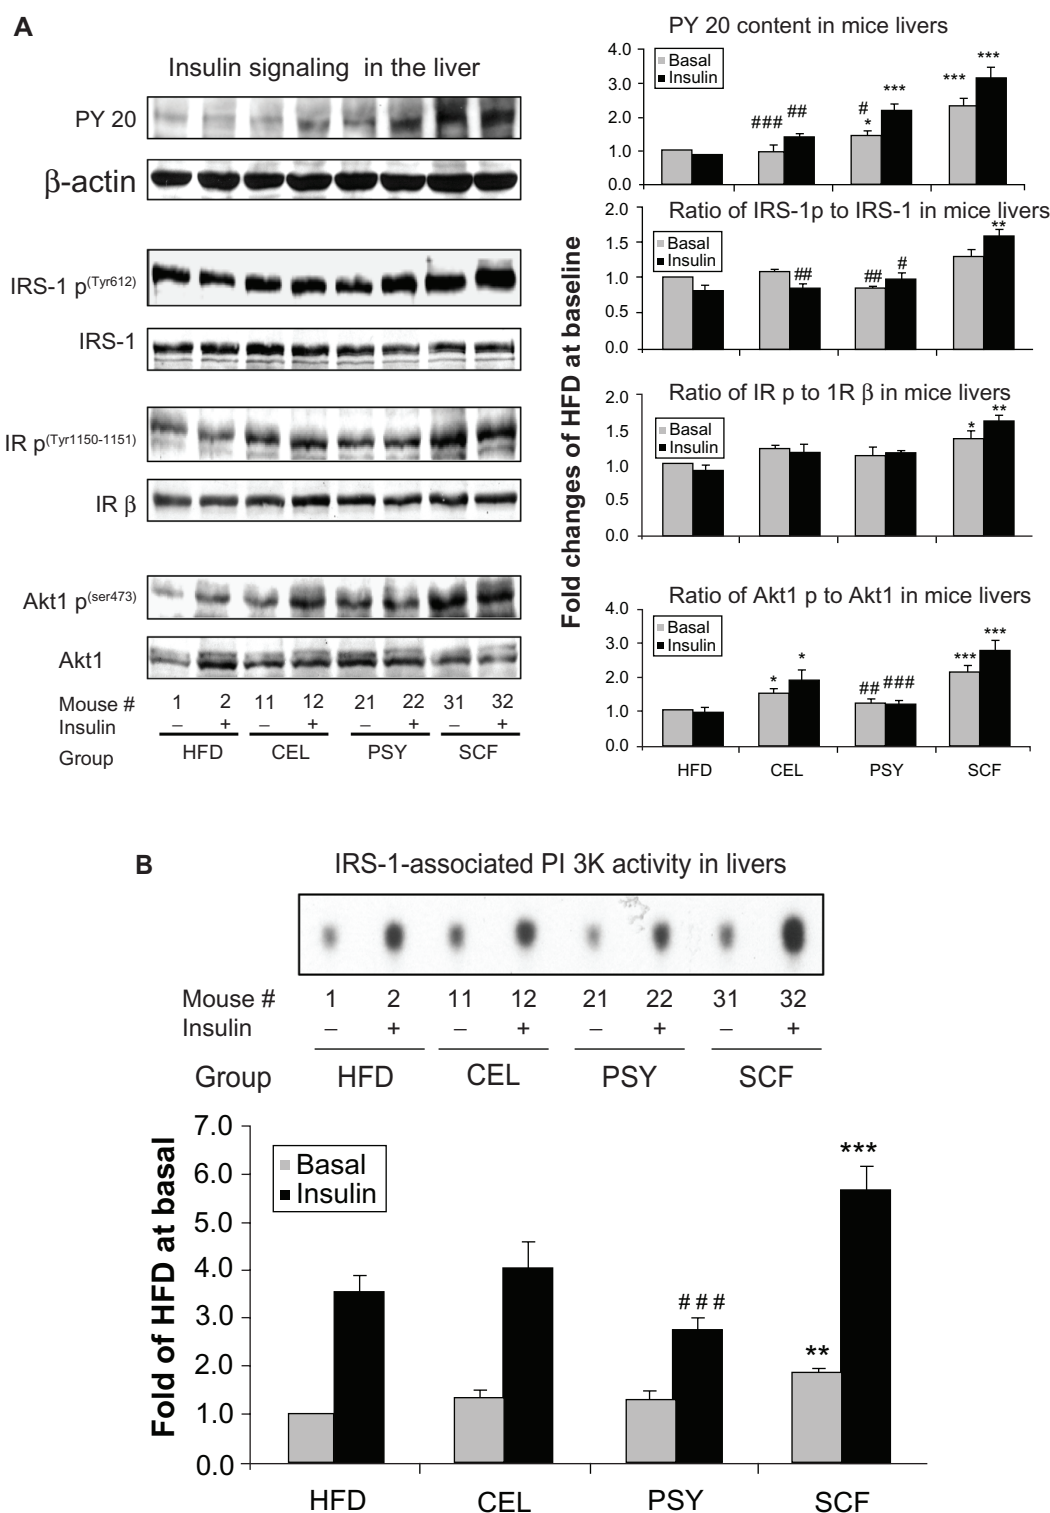 A
Insulin signaling in the liver
PY 20
β-actin
IRS-1 p(Tyr612)
IRS-1
IR p(Tyr1150-1151)
IR β
Akt1 p(ser473)
Akt1
Mouse # 1 2 11 12 21 22 31 32
Insulin – + – + – + – +
Group HFD CEL PSY SCF
Fold changes of HFD at baseline
PY 20 content in mice livers
4.0
3.0
2.0
1.0
0.0
Basal
Insulin
### ## # * *** *** ***
Ratio of IRS-1p to IRS-1 in mice livers
2.0
1.5
1.0
0.5
0.0
Basal
Insulin
## ## # **
Ratio of IR p to 1R β in mice livers
2.0
1.5
1.0
0.5
0.0
Basal
Insulin
* **
Ratio of Akt1 p to Akt1 in mice livers
4.0
3.0
2.0
1.0
0.0
Basal
Insulin
* * ## ### *** ***
HFD CEL PSY SCF
B
IRS-1-associated PI 3K activity in livers
Mouse # 1 2 11 12 21 22 31 32
Insulin – + – + – + – +
Group HFD CEL PSY SCF
Fold of HFD at basal
7.0
6.0
5.0
4.0
3.0
2.0
1.0
0.0
Basal
Insulin
# # # ** ***
HFD CEL PSY SCF